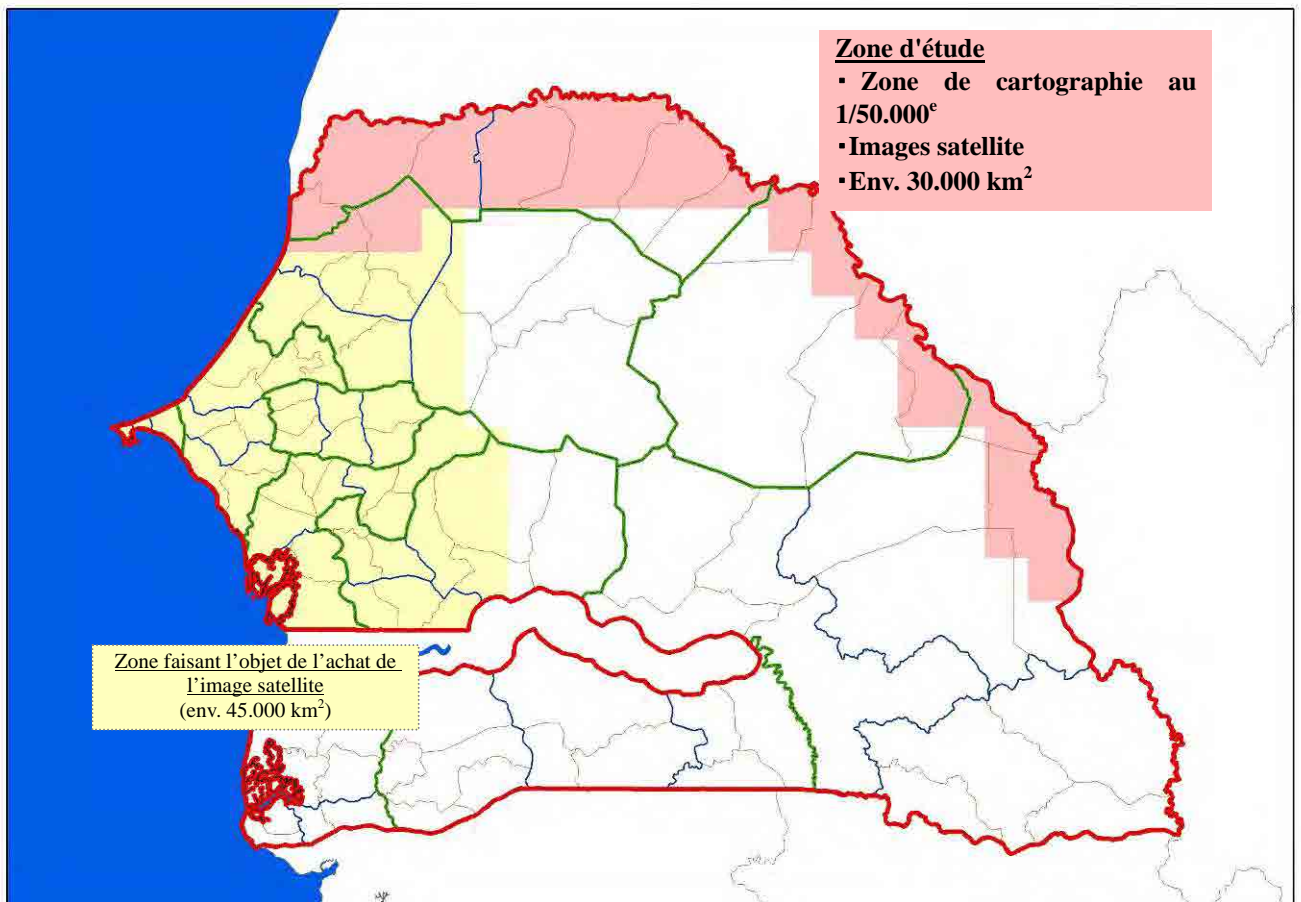 Zone d'étude
▪ Zone de cartographie au
1/50.000e
▪Images satellite
▪Env. 30.000 km2
Zone faisant l’objet de l’achat de
l’image satellite
(env. 45.000 km2)